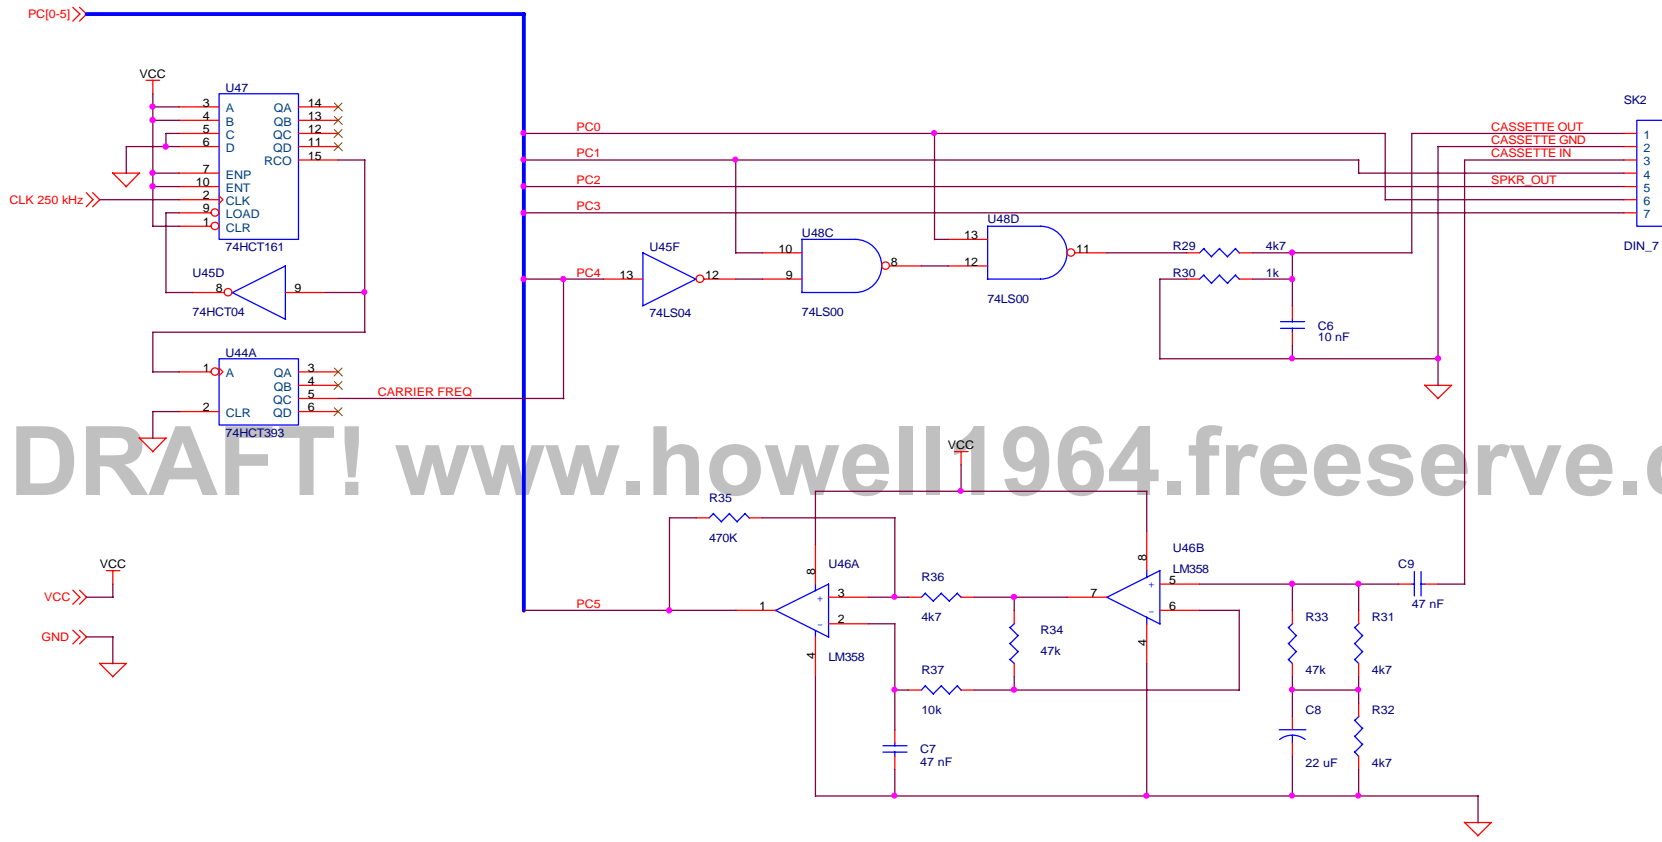 PC[0-5]
VCC
U47
3 A QA 14
4 B QB 13
5 C QC 12
6 D QD 11
RCO 15
7 ENP
10 ENT
CLK 250 kHz 2 CLK
9 LOAD
1 CLR
74HCT161
U45D
8 9
74HCT04
U44A
1 A QA 3
QB 4
QC 5
2 CLR QD 6
74HCT393
CARRIER FREQ
PC0
PC1
PC2
PC3
PC4
U45F
13 12
74LS04
U48C
10
9
8
74LS00
U48D
13
12
11
74LS00
R29 4k7
R30 1k
C6
10 nF
SK2
CASSETTE OUT 1
CASSETTE GND 2
CASSETTE IN 3
4
SPKR_OUT 5
6
7
DIN_7
DRAFT! www.howell1964.freeserve.c
VCC
R35
470K
VCC
VCC
GND
PC5
U46A
8
1
+ 3
− 2
4
LM358
R36
4k7
R37
10k
C7
47 nF
R34
47k
U46B
LM358
8
7
+ 5
− 6
4
C9
47 nF
R33
47k
R31
4k7
C8
22 uF
R32
4k7